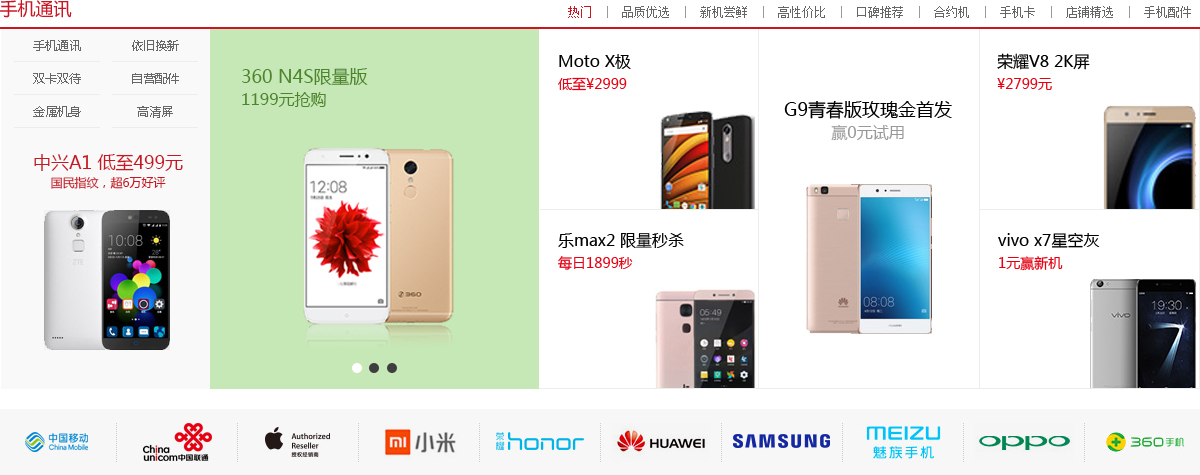 手机通讯
热门 | 品质优选 | 新机尝鲜 | 高性价比 | 口碑推荐 | 合约机 | 手机卡 | 店铺精选 | 手机配件
手机通讯 依旧换新
双卡双待 自营配件
金属机身 高清屏
中兴A1 低至499元
国民指纹，超6万好评
10:08
360 N4S限量版
1199元抢购
12:08
360
Moto X极
低至¥2999
乐max2 限量秒杀
每日1899秒
05:49
G9青春版玫瑰金首发
赢0元试用
08:08
HUAWEI
荣耀V8 2K屏
¥2799元
vivo x7星空灰
1元赢新机
vivo
19:30
7
中国移动
China Mobile
China
unicom中国联通
Authorized
Reseller
授权经销商
mi 小米
荣耀 honor
HUAWEI
SAMSUNG
MEIZU
魅族手机
oppo
360手机